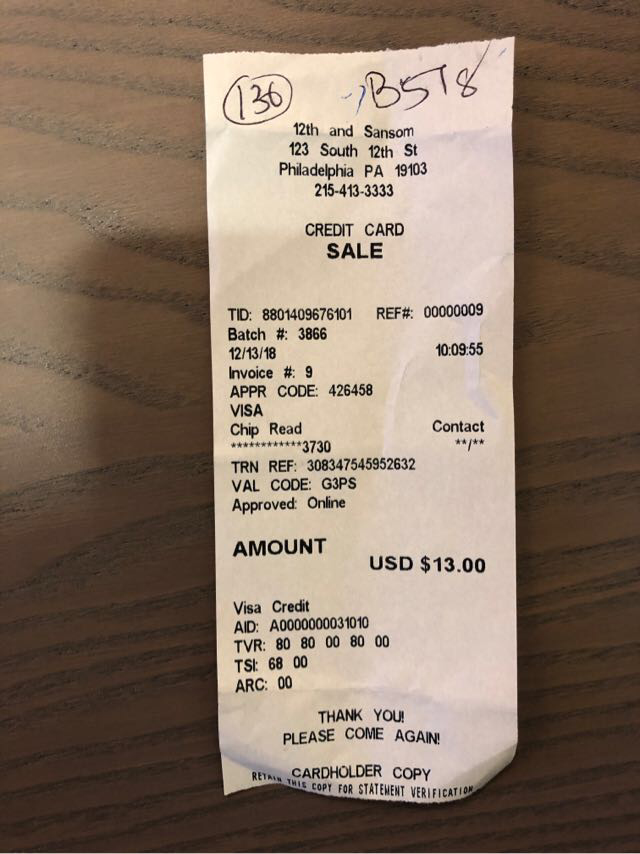 136 B5T8
12th and Sansom
123 South 12th St
Philadelphia PA 19103
215-413-3333
CREDIT CARD
SALE
TID: 8801409676101 REF#: 00000009
Batch #: 3866
12/13/18 10:09:55
Invoice #: 9
APPR CODE: 426458
VISA
Chip Read Contact
************3730 **/**
TRN REF: 308347545952632
VAL CODE: G3PS
Approved: Online
AMOUNT
USD $13.00
Visa Credit
AID: A0000000031010
TVR: 80 80 00 80 00
TSI: 68 00
ARC: 00
THANK YOU!
PLEASE COME AGAIN!
CARDHOLDER COPY
RETAIN THIS COPY FOR STATEMENT VERIFICATION